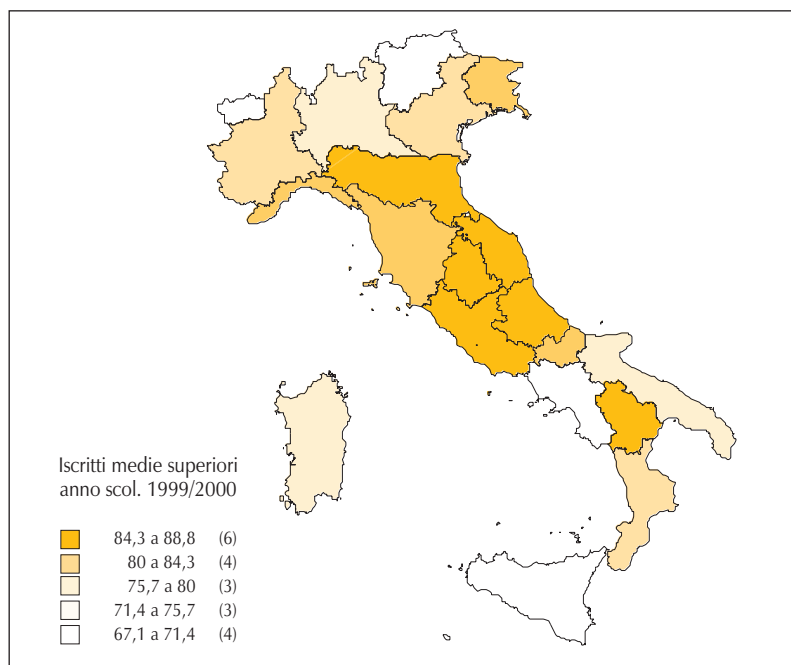 Iscritti medie superiori
anno scol. 1999/2000
84,3 a 88,8 (6)
80 a 84,3 (4)
75,7 a 80 (3)
71,4 a 75,7 (3)
67,1 a 71,4 (4)